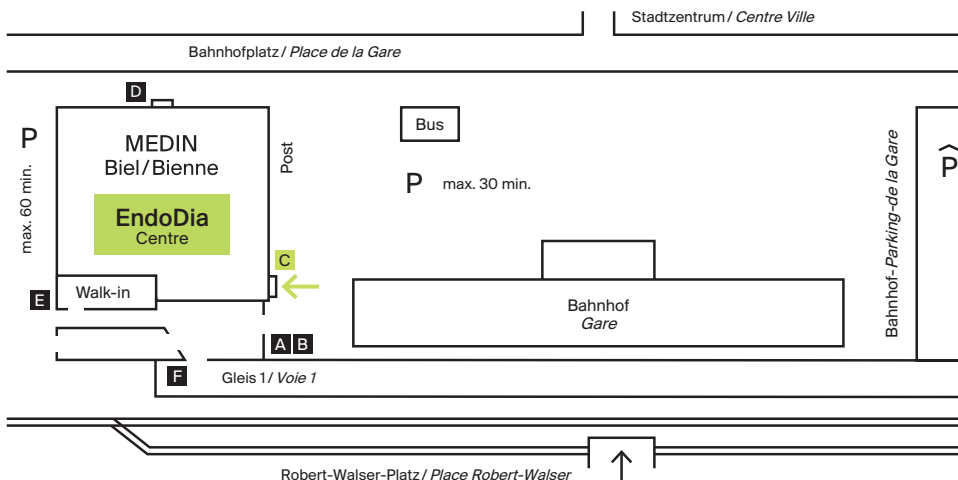 Stadtzentrum / Centre Ville
Bahnhofplatz / Place de la Gare
D
P
max. 60 min.
MEDIN
Biel/Bienne
EndoDia
Centre
Post
Bus
P max. 30 min.
P
Bahnhof-Parking-de la Gare
C
E
Walk-in
Bahnhof
Gare
A B
F
Gleis 1 / Voie 1
Robert-Walser-Platz / Place Robert-Walser